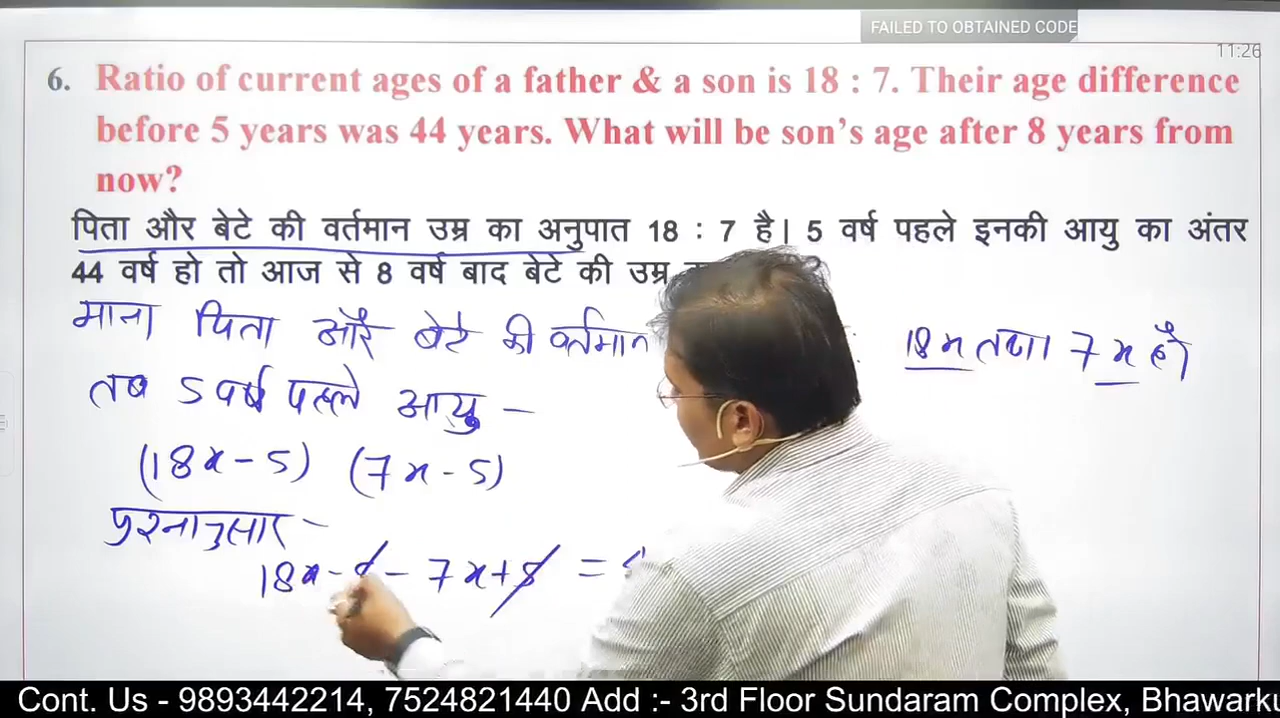 FAILED TO OBTAINED CODE
11:26
6. Ratio of current ages of a father & a son is 18 : 7. Their age difference
before 5 years was 44 years. What will be son's age after 8 years from
now?
पिता और बेटे की वर्तमान उम्र का अनुपात 18 : 7 है। 5 वर्ष पहले इनकी आयु का अंतर
44 वर्ष हो तो आज से 8 वर्ष बाद बेटे की उम्र
माना पिता और बेटे की वर्तमान 18x तथा 7x है
तब 5 वर्ष पहले आयु –
(18x – 5) (7x – 5)
प्रश्नानुसार –
18x – 5 – 7x + 5 =
Cont. Us - 9893442214, 7524821440 Add :- 3rd Floor Sundaram Complex, Bhawarku